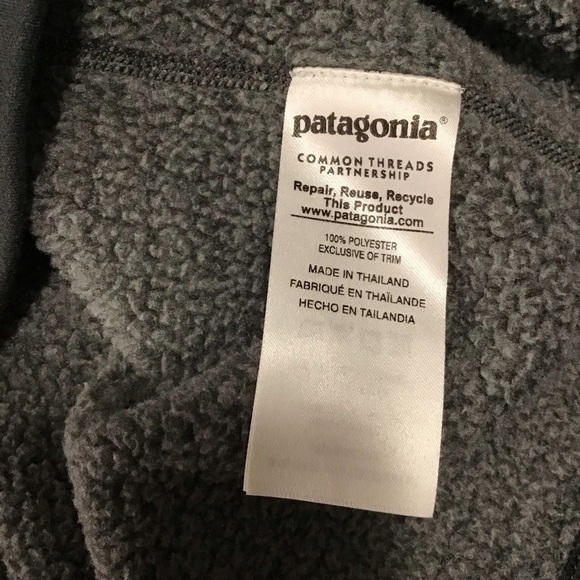 patagonia®
COMMON THREADS
PARTNERSHIP
Repair, Reuse, Recycle
This Product
www.patagonia.com
100% POLYESTER
EXCLUSIVE OF TRIM
MADE IN THAILAND
FABRIQUÉ EN THAÏLANDE
HECHO EN TAILANDIA